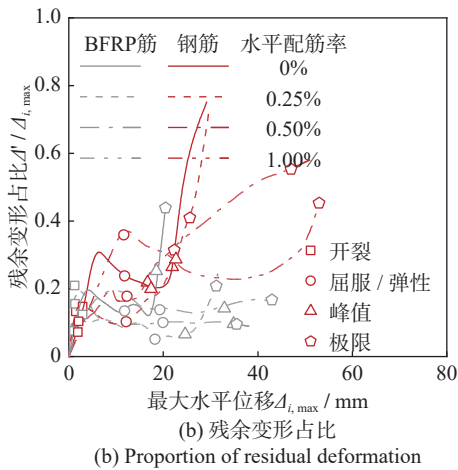 (b)
BFRP筋 钢筋 水平配筋率
0%
0.25%
0.50%
1.00%
1.0
0.8
0.6
0.4
0.2
0
残余变形占比Δ′ / Δi, max
开裂
屈服 / 弹性
峰值
极限
0 20 40 60 80
最大水平位移Δi, max / mm
(b) 残余变形占比
(b) Proportion of residual deformation